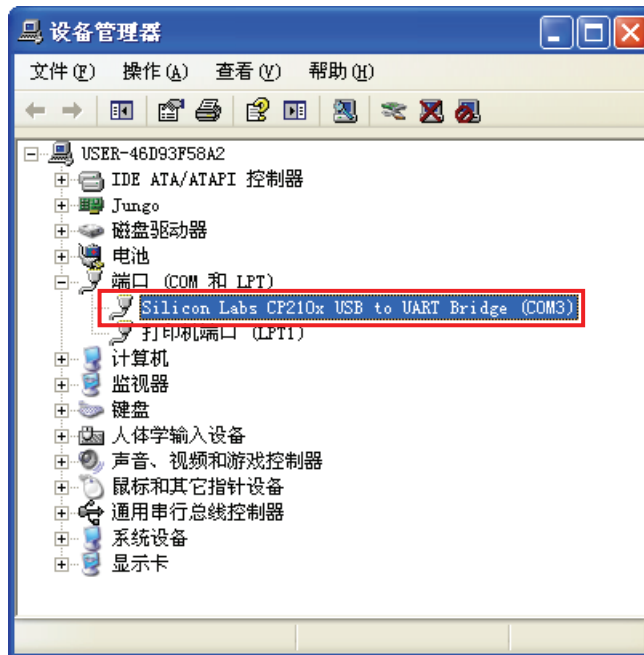 设备管理器
文件(F) 操作(A) 查看(V) 帮助(H)
USER-46D93F58A2
IDE ATA/ATAPI 控制器
Jungo
磁盘驱动器
电池
端口 (COM 和 LPT)
Silicon Labs CP210x USB to UART Bridge (COM3)
打印机端口 (LPT1)
计算机
监视器
键盘
人体学输入设备
声音、视频和游戏控制器
鼠标和其它指针设备
通用串行总线控制器
系统设备
显示卡